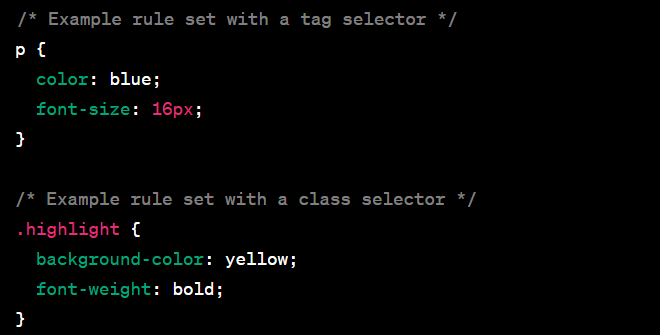 /* Example rule set with a tag selector */
p {
  color: blue;
  font-size: 16px;
}

/* Example rule set with a class selector */
.highlight {
  background-color: yellow;
  font-weight: bold;
}